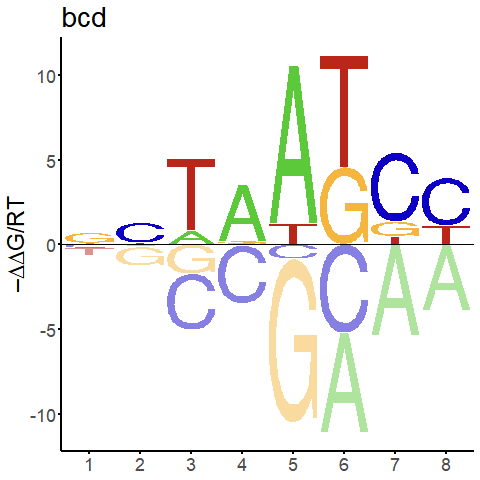 bcd
−ΔΔG/RT
10
5
0
-5
-10
G C T A A T C C
T G A C T G G T
G C C G A A
C G A T
1 2 3 4 5 6 7 8